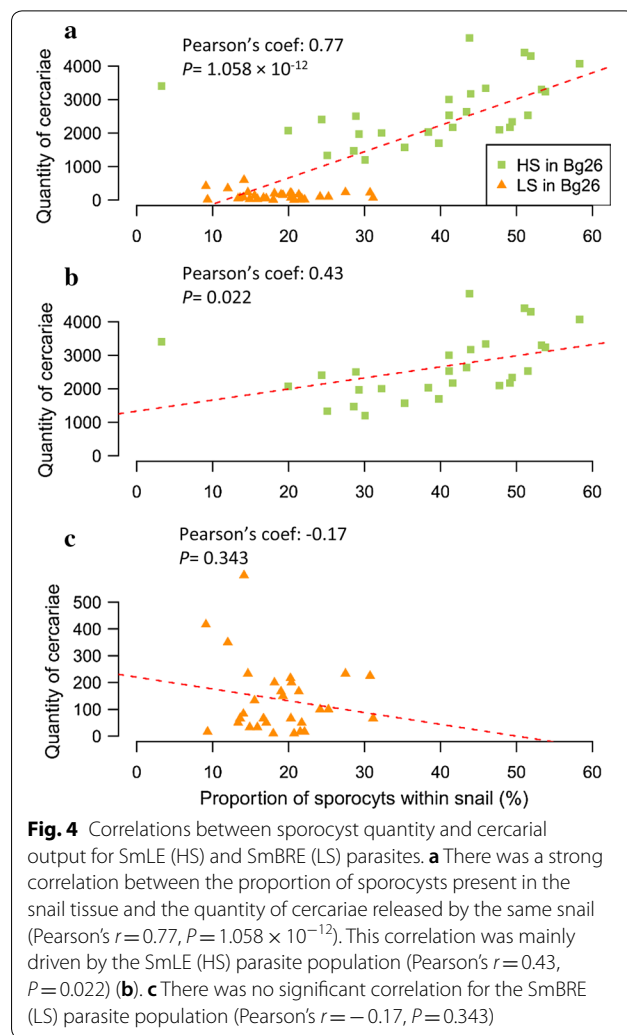 a
Pearson's coef: 0.77
P= 1.058 × 10-12
Quantity of cercariae
4000
3000
2000
1000
0
HS in Bg26
LS in Bg26
0 10 20 30 40 50 60
b
Pearson's coef: 0.43
P= 0.022
Quantity of cercariae
4000
3000
2000
1000
0
0 10 20 30 40 50 60
c
Pearson's coef: -0.17
P= 0.343
Quantity of cercariae
500
400
300
200
100
0
0 10 20 30 40 50 60
Proportion of sporocyts within snail (%)
Fig. 4 Correlations between sporocyst quantity and cercarial
output for SmLE (HS) and SmBRE (LS) parasites. a There was a strong
correlation between the proportion of sporocysts present in the
snail tissue and the quantity of cercariae released by the same snail
(Pearson's r = 0.77, P = 1.058 × 10−12). This correlation was mainly
driven by the SmLE (HS) parasite population (Pearson's r = 0.43,
P = 0.022) (b). c There was no significant correlation for the SmBRE
(LS) parasite population (Pearson's r = − 0.17, P = 0.343)